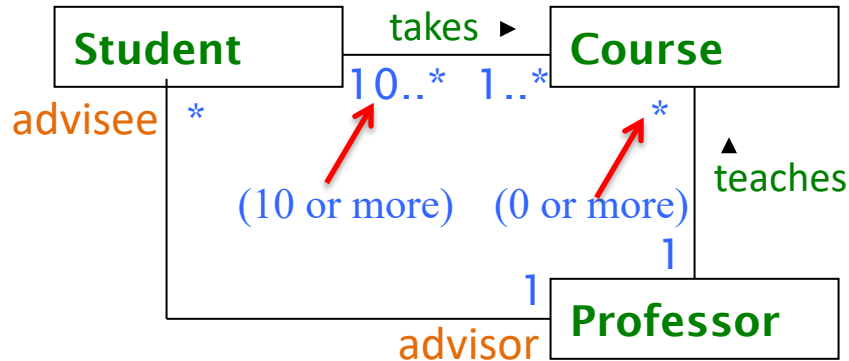 takes ►
Student
Course
10..* 1..*
advisee
*
*
▲
teaches
(10 or more)
(0 or more)
1
1
Professor
advisor